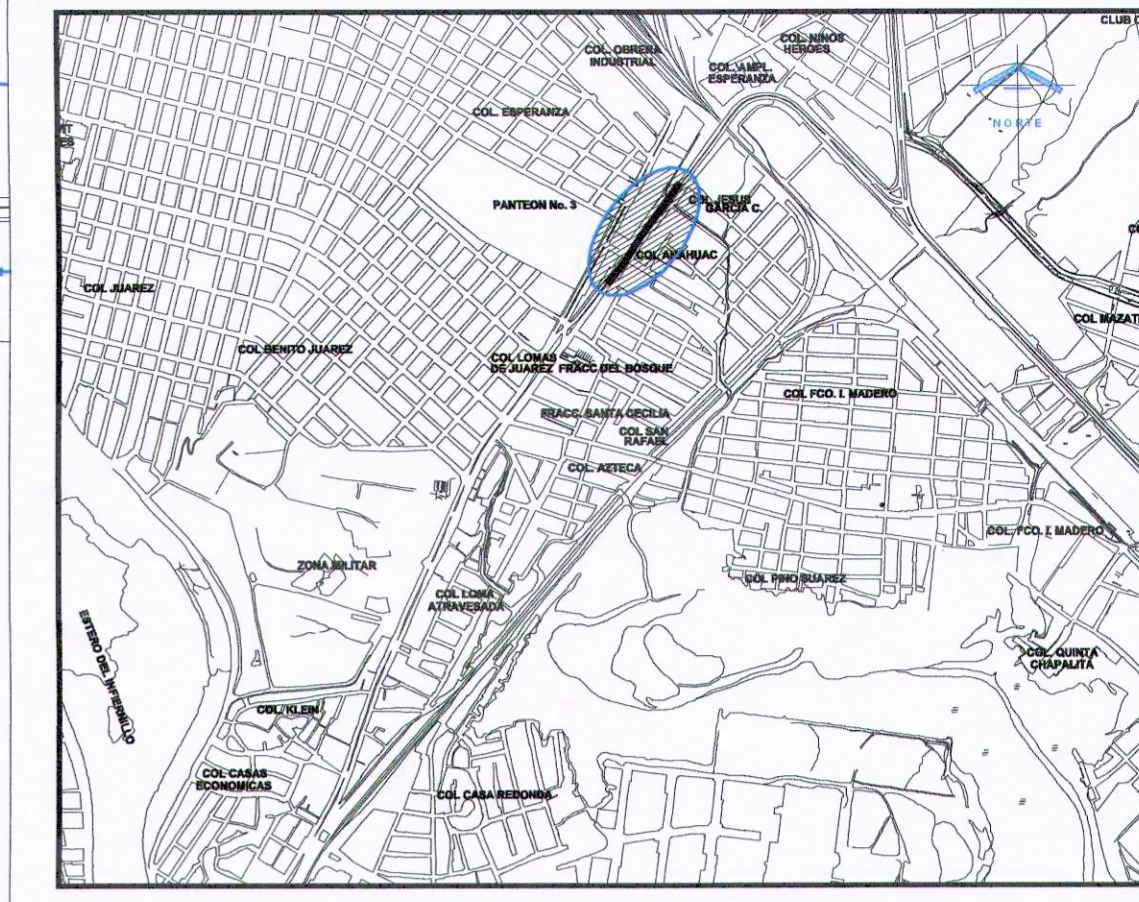 CLUB
COL. NIÑOS
HEROES
COL. OBRERA
INDUSTRIAL
COL. AMPL.
ESPERANZA
NORTE
COL. ESPERANZA
PANTEON No. 3
COL. JESUS
GARCIA C.
COL ANAHUAC
COL JUAREZ
COL BENITO JUAREZ
COL LOMAS
DE JUAREZ
FRACC DEL BOSQUE
COL FCO. I. MADERO
FRACC. SANTA CECILIA
COL SAN
RAFAEL
COL. AZTECA
COL. FCO. I. MADERO
ZONA MILITAR
COL PINO SUAREZ
COL LOMA
ATRAVESADA
ESTERO DEL INFIERNILLO
COL. QUINTA
CHAPALITA
COL. KLEIN
COL CASAS
ECONOMICAS
COL CASA REDONDA